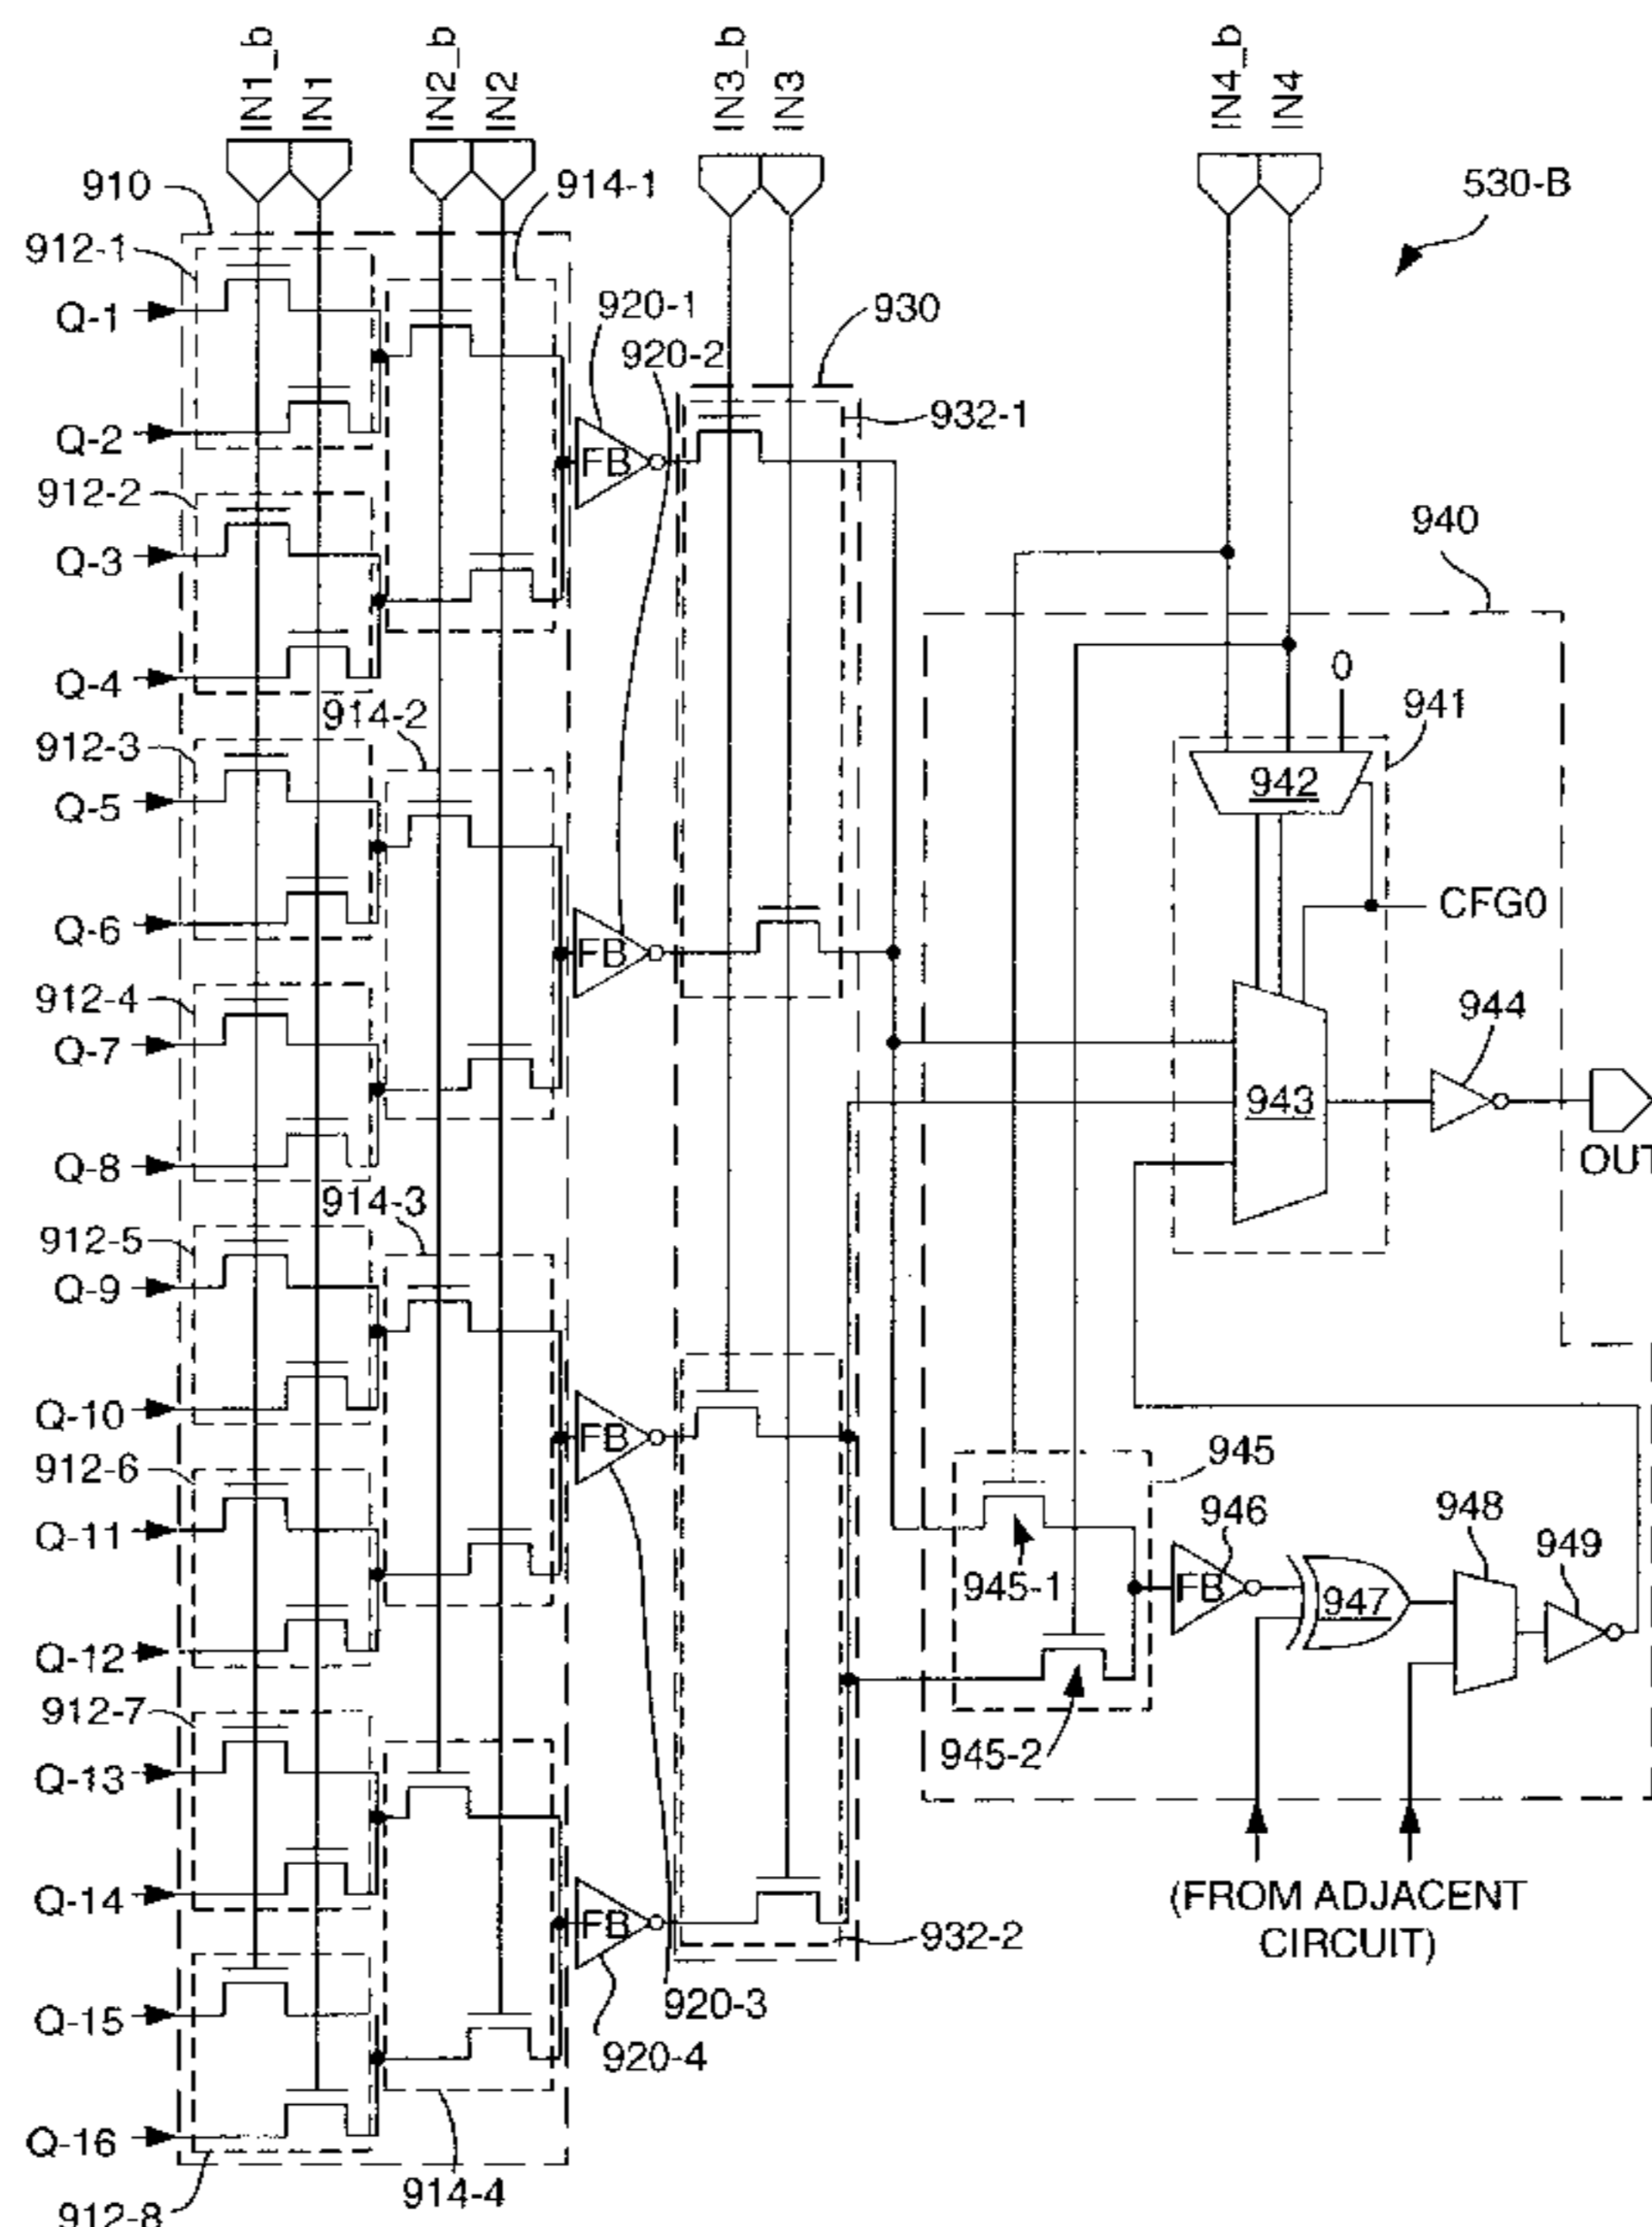 IN1_b
IN1
IN2_b
IN2
IN3_b
IN3
IN4_b
IN4
910
914-1
530-B
912-1
Q-1
920-1
920-2
930
932-1
Q-2
912-2
Q-3
940
Q-4
0
941
914-2
912-3
942
Q-5
FB
CFG0
Q-6
FB
912-4
944
Q-7
943
Q-8
OUT
914-3
912-5
Q-9
Q-10
FB
945
912-6
946
948
949
Q-11
945-1
FB
947
Q-12
912-7
945-2
Q-13
Q-14
FB
(FROM ADJACENT
CIRCUIT)
932-2
Q-15
920-3
920-4
Q-16
914-4
912-8